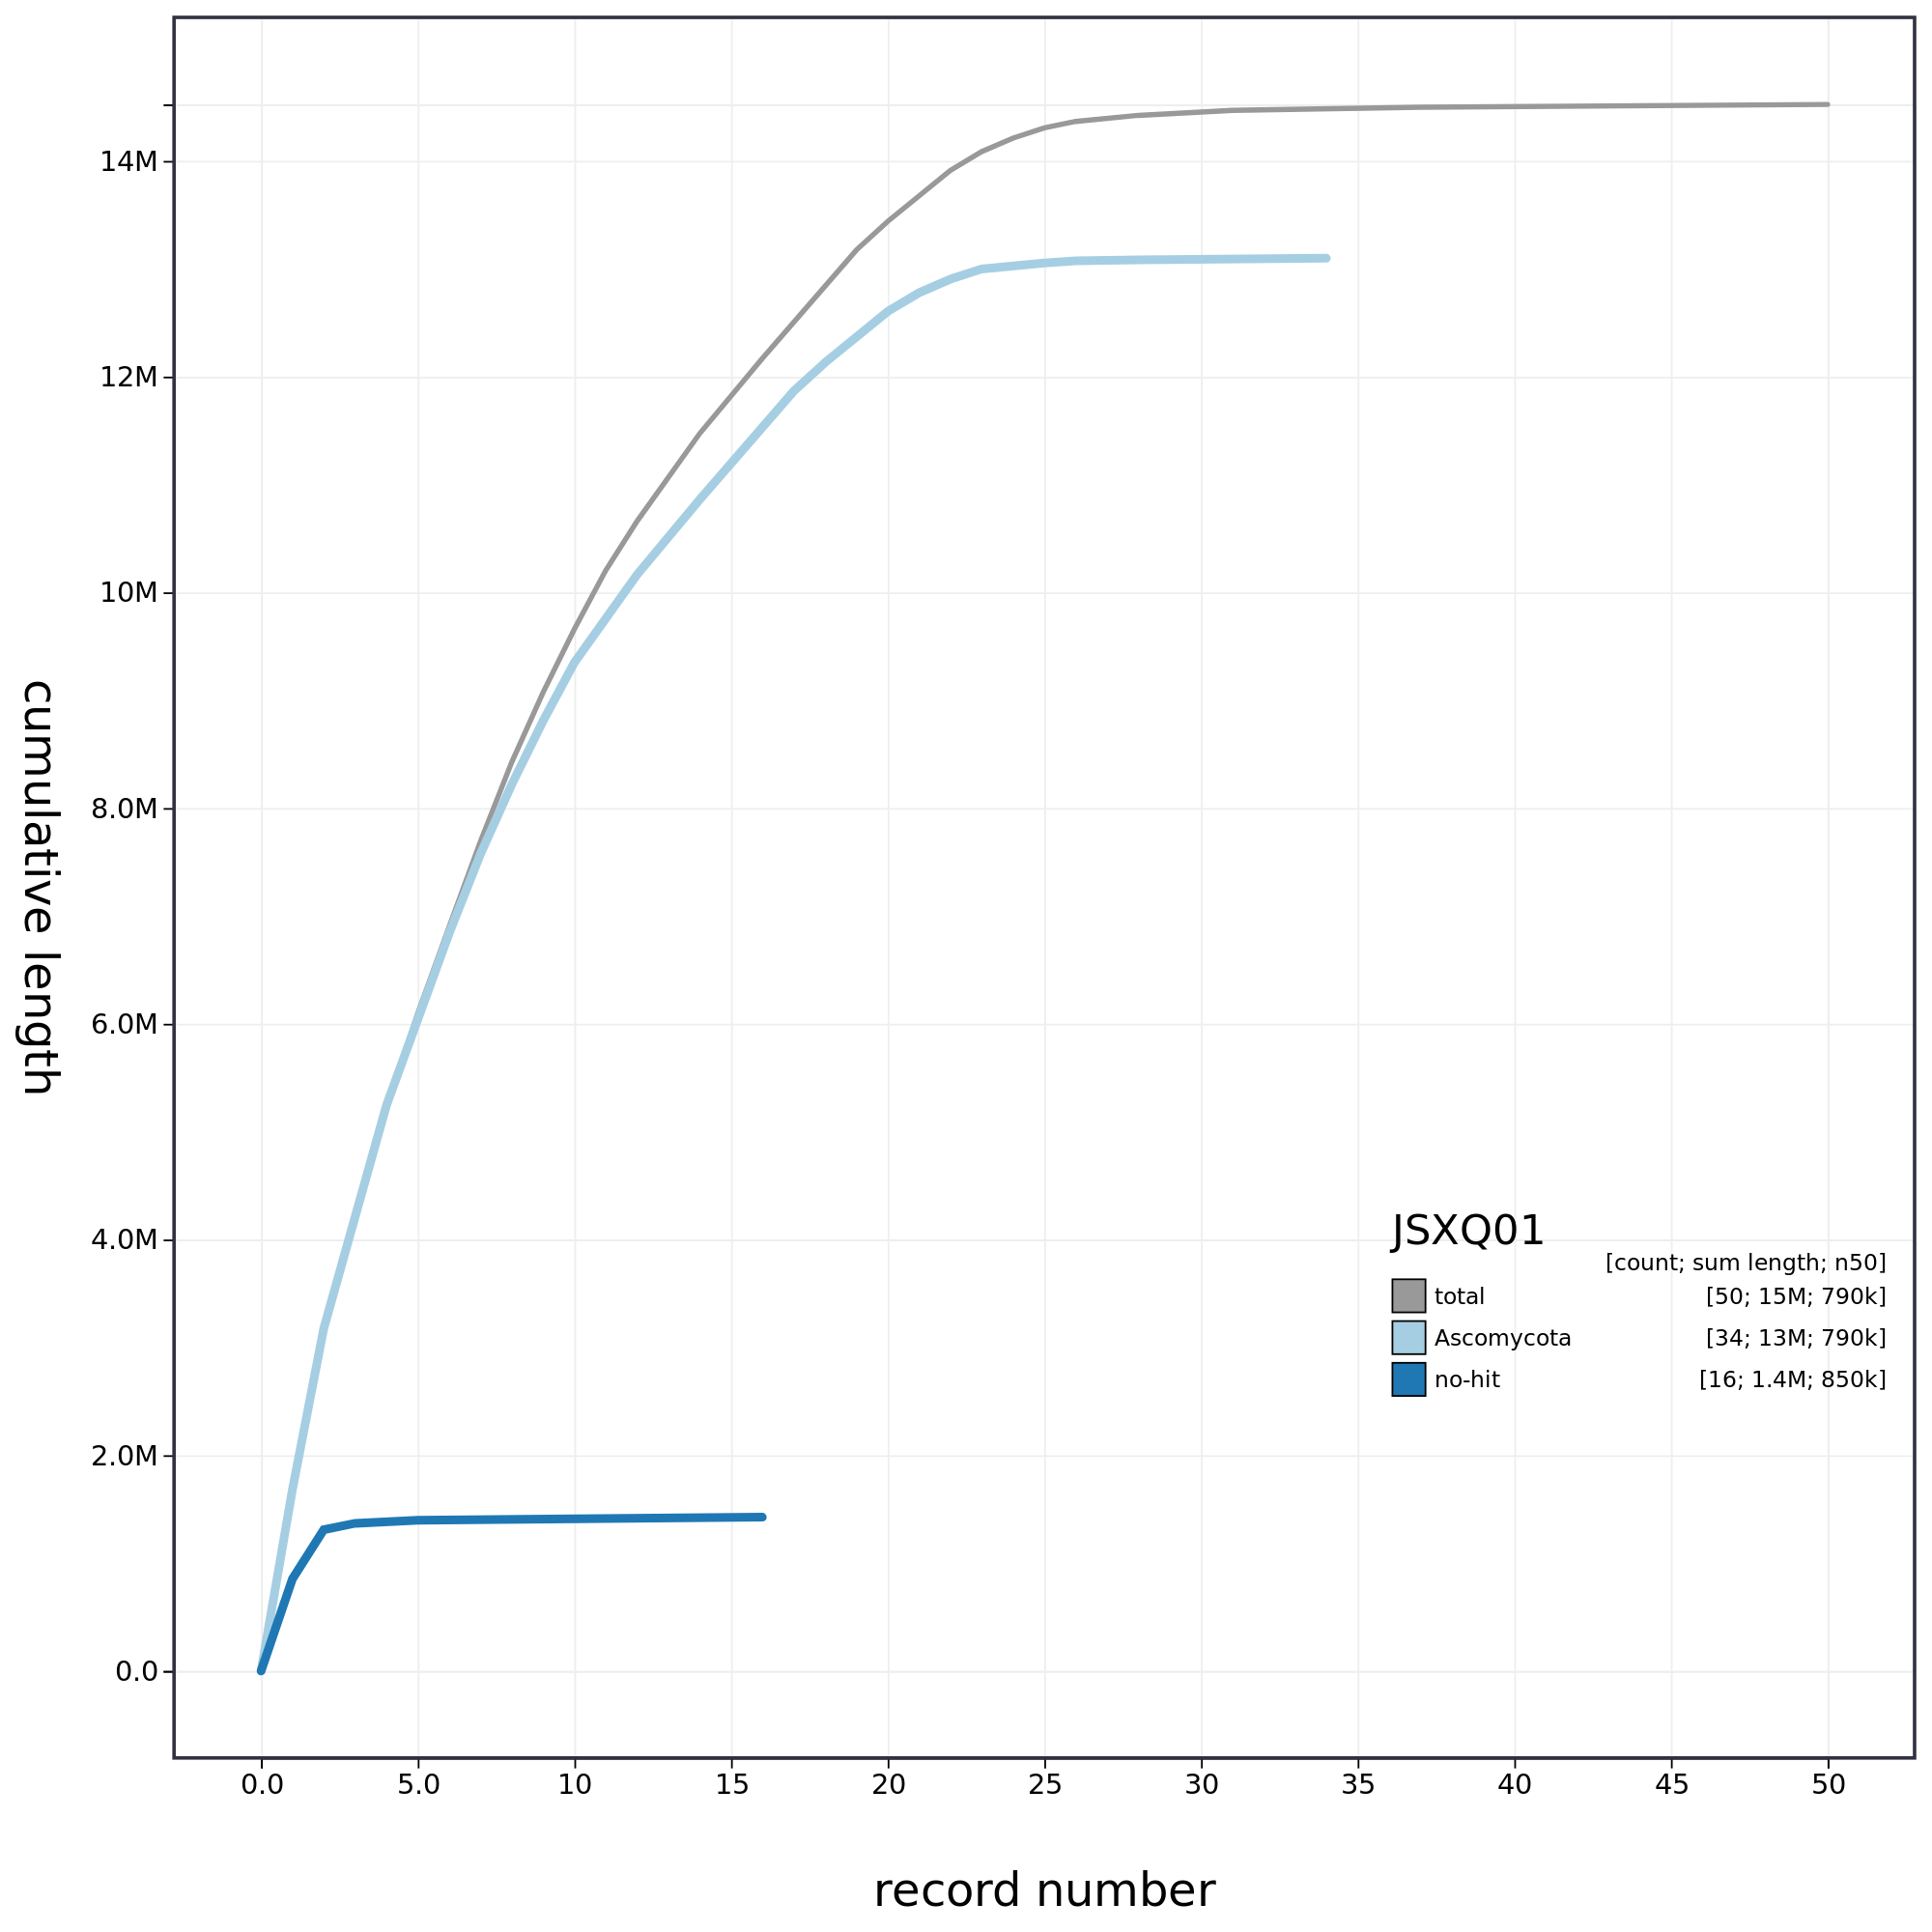 cumulative length
14M
12M
10M
8.0M
6.0M
4.0M
2.0M
0.0
JSXQ01
[count; sum length; n50]
total [50; 15M; 790k]
Ascomycota [34; 13M; 790k]
no-hit [16; 1.4M; 850k]
0.0 5.0 10 15 20 25 30 35 40 45 50
record number